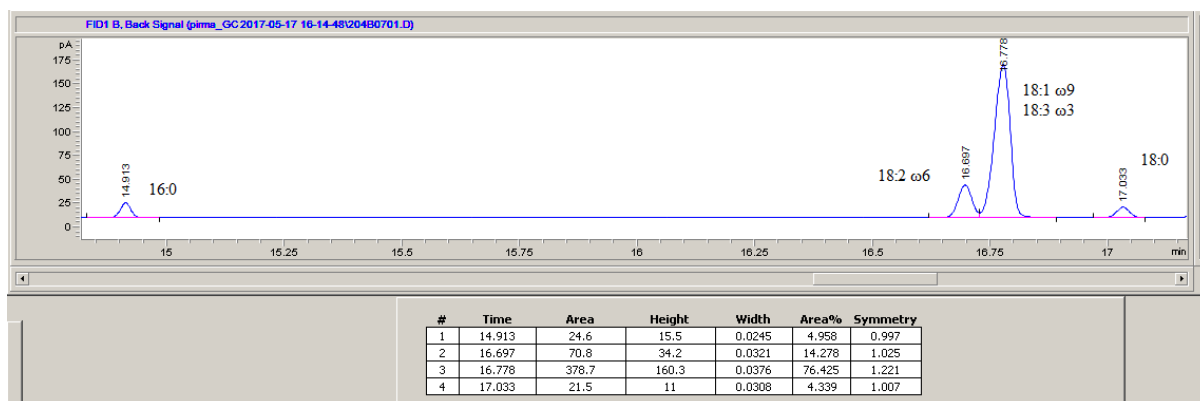 FID1 B, Back Signal (pirma_GC 2017-05-17 16-14-48\204B0701.D)
pA
175
150
125
100
75
50
25
0
14.913
16:0
18:2 ω6
16.697
16.778
18:1 ω9
18:3 ω3
17.033
18:0
15 15.25 15.5 15.75 16 16.25 16.5 16.75 17 min
# Time Area Height Width Area% Symmetry
1 14.913 24.6 15.5 0.0245 4.958 0.997
2 16.697 70.8 34.2 0.0321 14.278 1.025
3 16.778 378.7 160.3 0.0376 76.425 1.221
4 17.033 21.5 11 0.0308 4.339 1.007